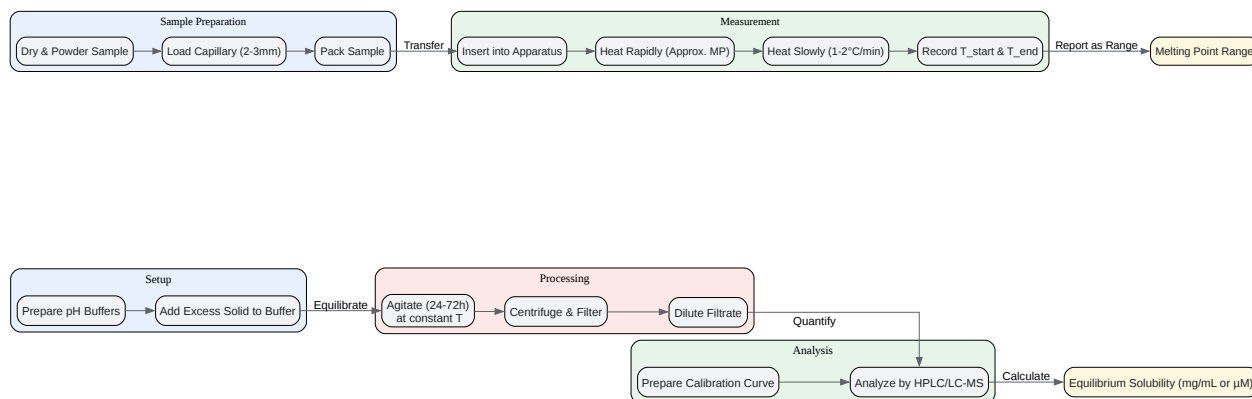 Sample Preparation
Dry & Powder Sample
Load Capillary (2-3mm)
Pack Sample
Transfer
Measurement
Insert into Apparatus
Heat Rapidly (Approx. MP)
Heat Slowly (1-2°C/min)
Record T_start & T_end
Report as Range
Melting Point Range
Setup
Prepare pH Buffers
Add Excess Solid to Buffer
Equilibrate
Processing
Agitate (24-72h)
at constant T
Centrifuge & Filter
Dilute Filtrate
Quantify
Analysis
Prepare Calibration Curve
Analyze by HPLC/LC-MS
Calculate
Equilibrium Solubility (mg/mL or µM)